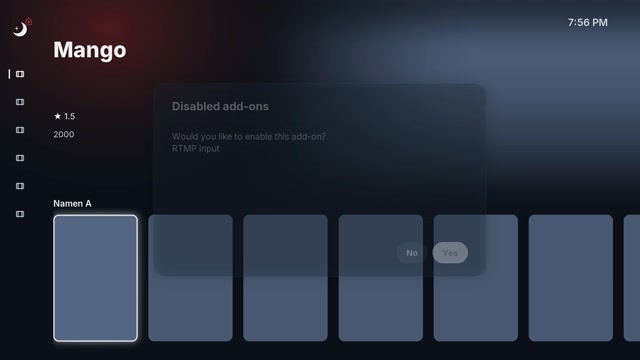 7:56 PM
Mango
★ 1.5
2000
Disabled add-ons
Would you like to enable this add-on?
RTMP Input
No
Yes
Namen A